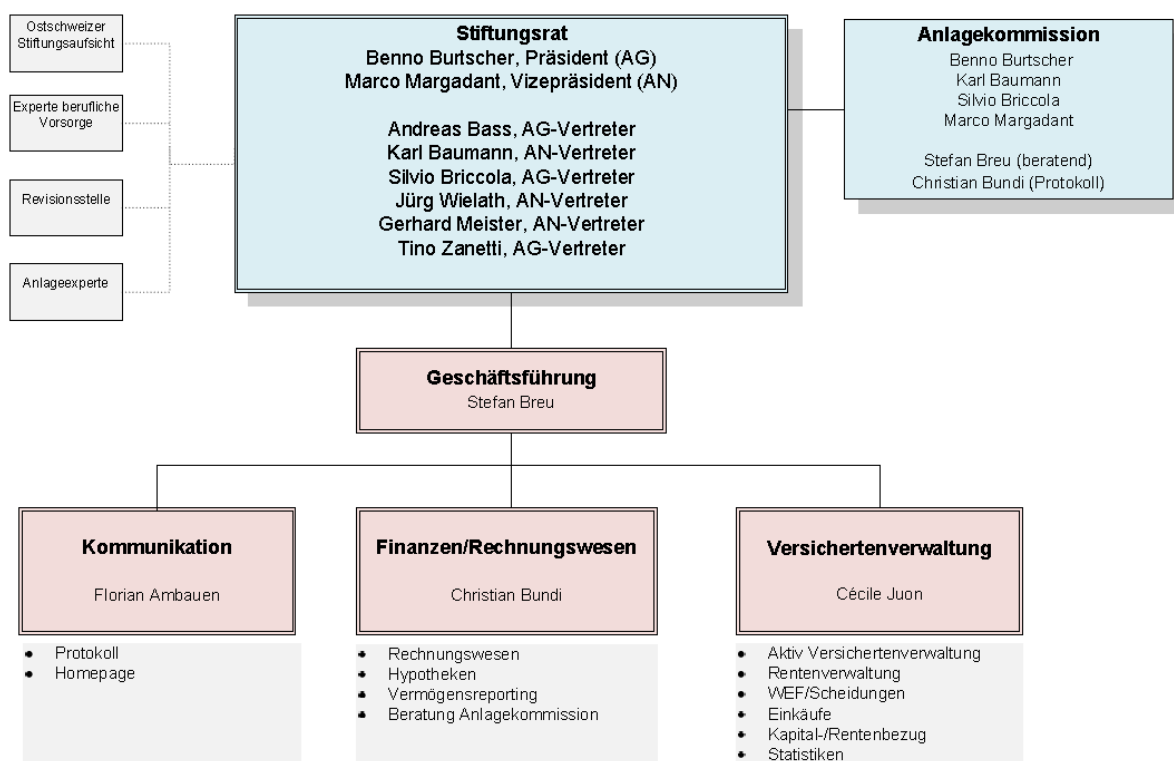 Ostschweizer
Stiftungsaufsicht
Experte berufliche
Vorsorge
Revisionsstelle
Anlageexperte
Stiftungsrat
Benno Burtscher, Präsident (AG)
Marco Margadant, Vizepräsident (AN)
Andreas Bass, AG-Vertreter
Karl Baumann, AN-Vertreter
Silvio Briccola, AG-Vertreter
Jürg Wielath, AN-Vertreter
Gerhard Meister, AN-Vertreter
Tino Zanetti, AG-Vertreter
Anlagekommission
Benno Burtscher
Karl Baumann
Silvio Briccola
Marco Margadant
Stefan Breu (beratend)
Christian Bundi (Protokoll)
Geschäftsführung
Stefan Breu
Kommunikation
Florian Ambauen
• Protokoll
• Homepage
Finanzen/Rechnungswesen
Christian Bundi
• Rechnungswesen
• Hypotheken
• Vermögensreporting
• Beratung Anlagekommission
Versichertenverwaltung
Cécile Juon
• Aktiv Versichertenverwaltung
• Rentenverwaltung
• WEF/Scheidungen
• Einkäufe
• Kapital-/Rentenbezug
• Statistiken